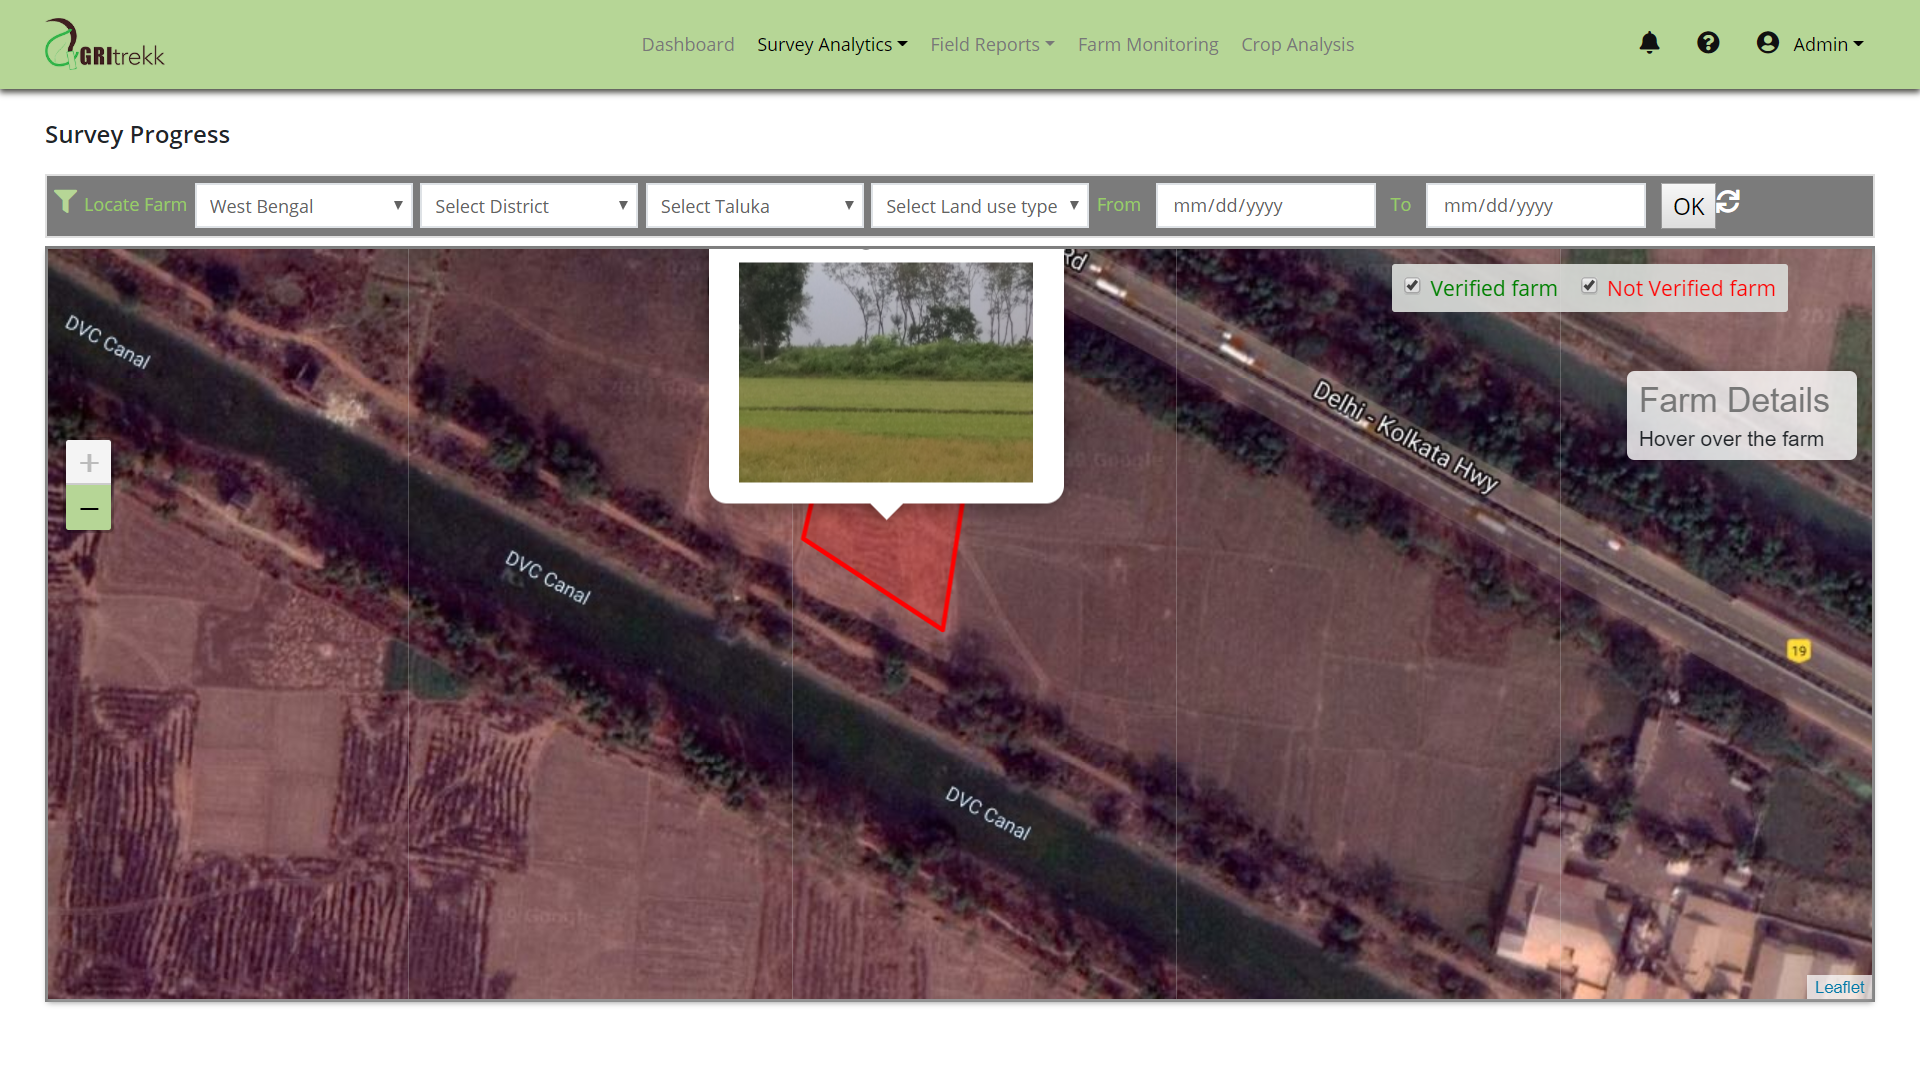 GRItrekk
Dashboard Survey Analytics Field Reports Farm Monitoring Crop Analysis Admin
Survey Progress
Locate Farm West Bengal Select District Select Taluka Select Land use type From mm/dd/yyyy To mm/dd/yyyy OK
Rd
Verified farm Not Verified farm
DVC Canal
Farm Details
Hover over the farm
Delhi - Kolkata Hwy
DVC Canal
19
DVC Canal
Leaflet